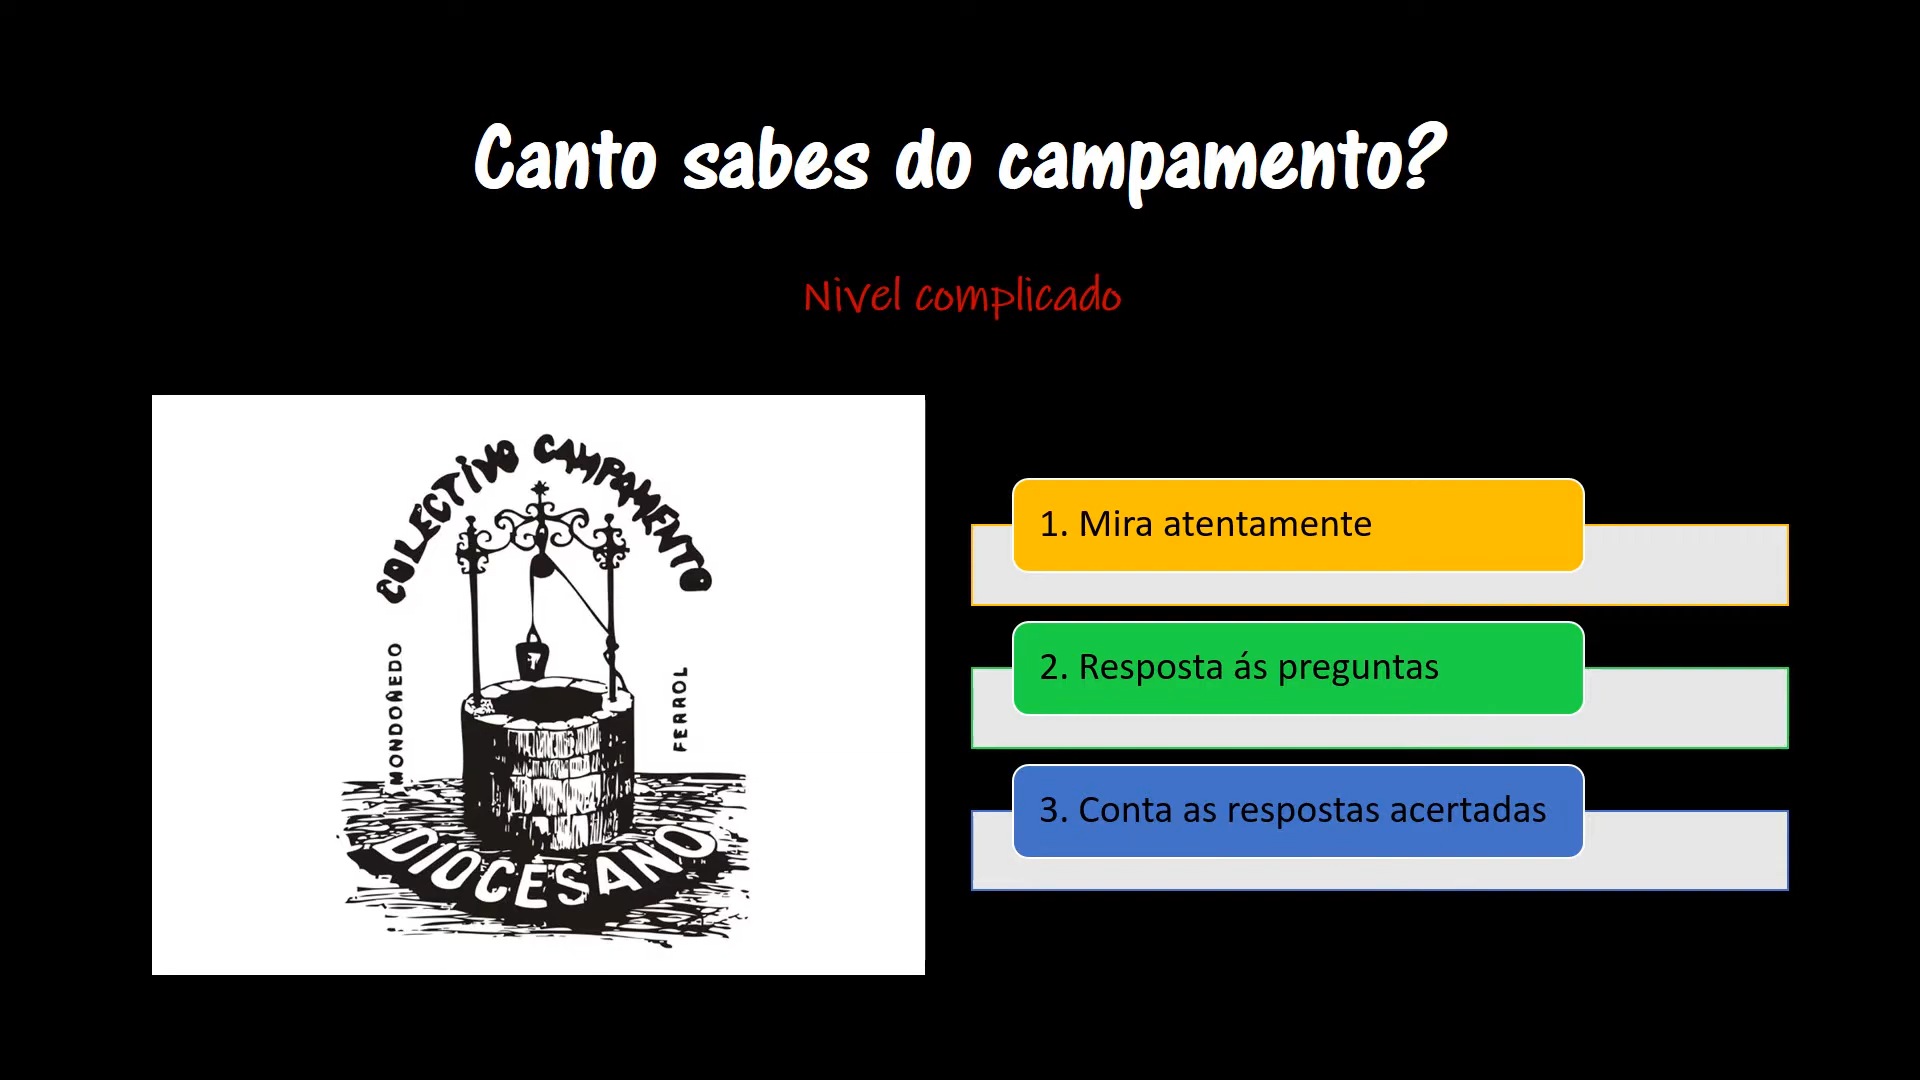 Canto sabes do campamento?
Nivel complicado
COLECTIVO CAMPAMENTO
MONDOÑEDO
FERROL
DIOCESANO
1. Mira atentamente
2. Resposta ás preguntas
3. Conta as respostas acertadas